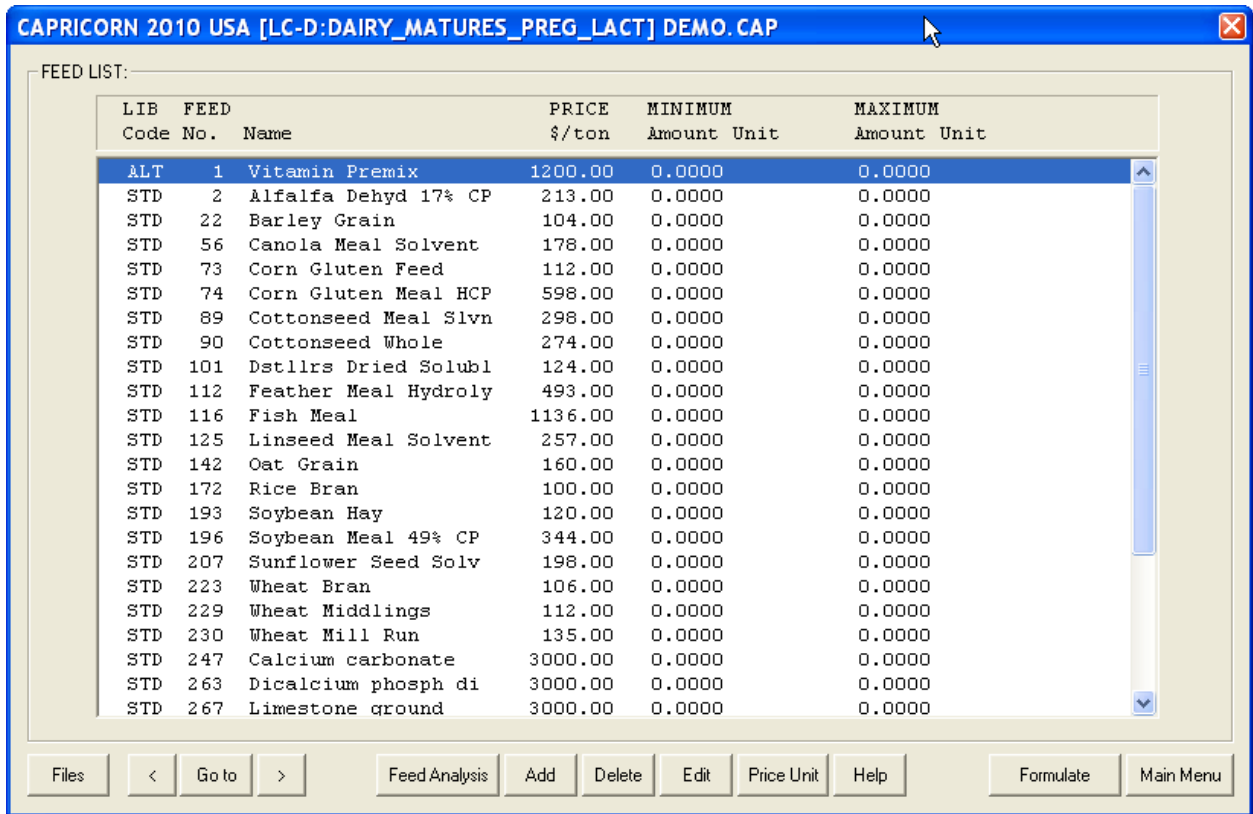 CAPRICORN 2010 USA [LC-D:DAIRY_MATURES_PREG_LACT] DEMO.CAP
FEED LIST:
LIB FEED PRICE MINIMUM MAXIMUM
Code No. Name $/ton Amount Unit Amount Unit
ALT 1 Vitamin Premix 1200.00 0.0000 0.0000
STD 2 Alfalfa Dehyd 17% CP 213.00 0.0000 0.0000
STD 22 Barley Grain 104.00 0.0000 0.0000
STD 56 Canola Meal Solvent 178.00 0.0000 0.0000
STD 73 Corn Gluten Feed 112.00 0.0000 0.0000
STD 74 Corn Gluten Meal HCP 598.00 0.0000 0.0000
STD 89 Cottonseed Meal Slvn 298.00 0.0000 0.0000
STD 90 Cottonseed Whole 274.00 0.0000 0.0000
STD 101 Dstllrs Dried Solubl 124.00 0.0000 0.0000
STD 112 Feather Meal Hydroly 493.00 0.0000 0.0000
STD 116 Fish Meal 1136.00 0.0000 0.0000
STD 125 Linseed Meal Solvent 257.00 0.0000 0.0000
STD 142 Oat Grain 160.00 0.0000 0.0000
STD 172 Rice Bran 100.00 0.0000 0.0000
STD 193 Soybean Hay 120.00 0.0000 0.0000
STD 196 Soybean Meal 49% CP 344.00 0.0000 0.0000
STD 207 Sunflower Seed Solv 198.00 0.0000 0.0000
STD 223 Wheat Bran 106.00 0.0000 0.0000
STD 229 Wheat Middlings 112.00 0.0000 0.0000
STD 230 Wheat Mill Run 135.00 0.0000 0.0000
STD 247 Calcium carbonate 3000.00 0.0000 0.0000
STD 263 Dicalcium phosph di 3000.00 0.0000 0.0000
STD 267 Limestone ground 3000.00 0.0000 0.0000
Files < Go to > Feed Analysis Add Delete Edit Price Unit Help Formulate Main Menu